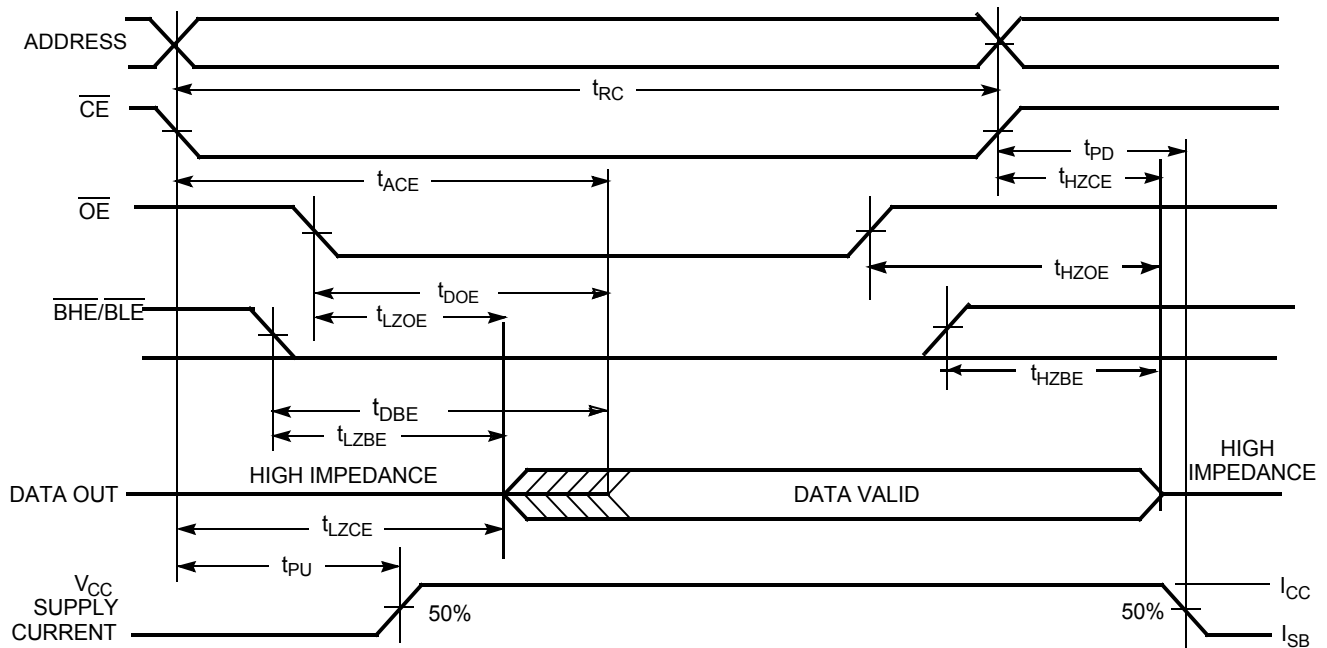 ADDRESS
tRC
CE
tPD
tACE
tHZCE
OE
tHZOE
tDOE
BHE/BLE
tLZOE
tHZBE
tDBE
tLZBE
HIGH IMPEDANCE
HIGH
IMPEDANCE
DATA OUT
DATA VALID
tLZCE
tPU
VCC
SUPPLY
CURRENT
50%
50%
ICC
ISB